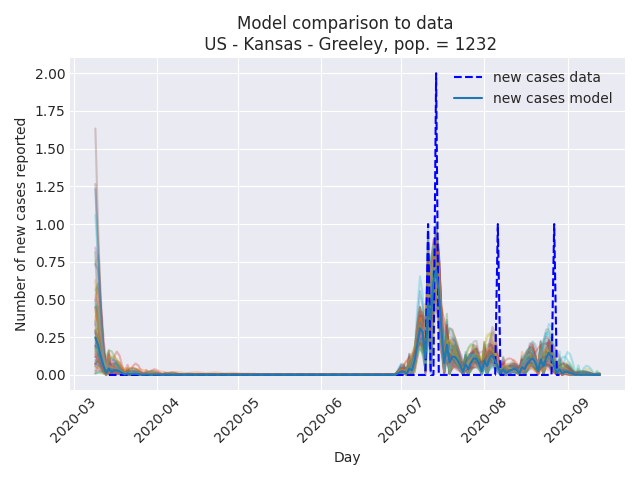 Model comparison to data
US - Kansas - Greeley, pop. = 1232
new cases data
new cases model
Number of new cases reported
2.00
1.75
1.50
1.25
1.00
0.75
0.50
0.25
0.00
2020-03
2020-04
2020-05
2020-06
2020-07
2020-08
2020-09
Day